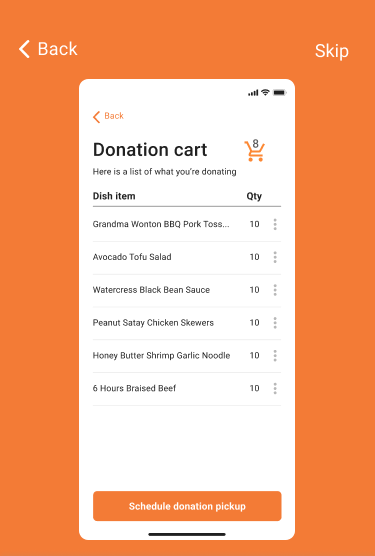 Back
Skip
Back
Donation cart
8
Here is a list of what you're donating
Dish item Qty
Grandma Wonton BBQ Pork Toss... 10
Avocado Tofu Salad 10
Watercress Black Bean Sauce 10
Peanut Satay Chicken Skewers 10
Honey Butter Shrimp Garlic Noodle 10
6 Hours Braised Beef 10
Schedule donation pickup